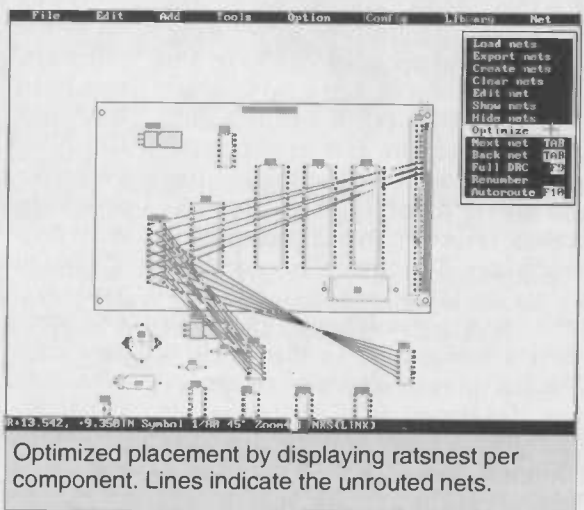 File Edit Add Tools Option Config Library Net
Load nets
Export nets
Create nets
Clear nets
Edit net
Show nets
Hide nets
Optimize
Next net TAB
Back net TAB
Full DRC F9
Renumber
Autoroute F10
Symbol 45° Zoom
Optimized placement by displaying ratsnest per
component. Lines indicate the unrouted nets.